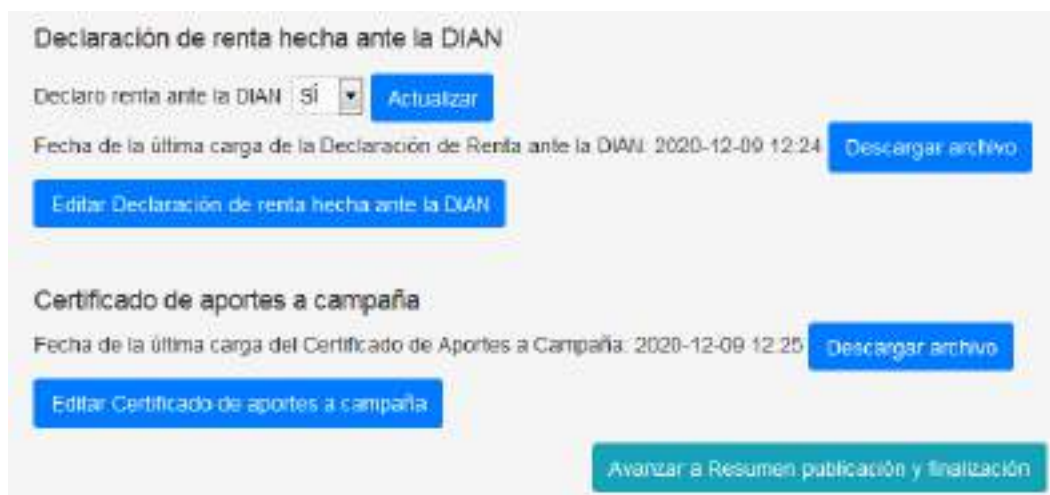 Declaración de renta hecha ante la DIAN
Declaro renta ante la DIAN SÍ Actualizar
Fecha de la última carga de la Declaración de Renta ante la DIAN: 2020-12-09 12:24 Descargar archivo
Editar Declaración de renta hecha ante la DIAN
Certificado de aportes a campaña
Fecha de la última carga del Certificado de Aportes a Campaña: 2020-12-09 12:25 Descargar archivo
Editar Certificado de aportes a campaña
Avanzar a Resumen publicación y finalización